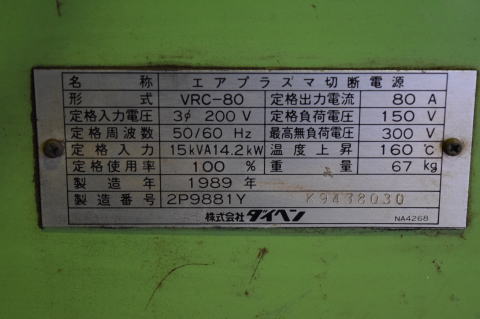 名称 エアプラズマ切断電源
形式 VRC-80 定格出力電流 80 A
定格入力電圧 3φ 200 V 定格負荷電圧 150 V
定格周波数 50/60 Hz 最高無負荷電圧 300 V
定格入力 15kVA14.2kW 温度上昇 160℃
定格使用率 100 % 重量 67 kg
製造年 1989 年
製造番号 2P9881Y K9438030
株式会社ダイヘン NA4268